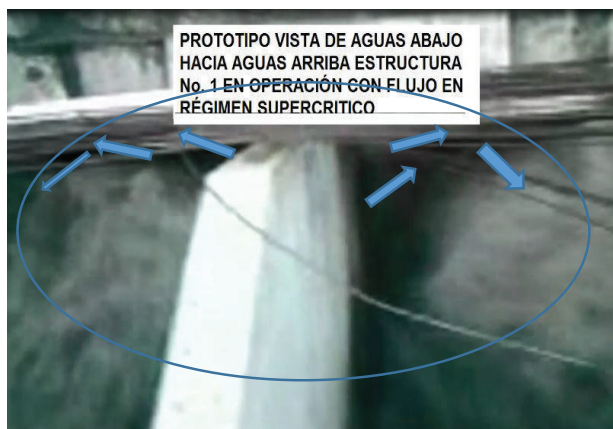 PROTOTIPO VISTA DE AGUAS ABAJO
HACIA AGUAS ARRIBA ESTRUCTURA
No. 1 EN OPERACIÓN CON FLUJO EN
RÉGIMEN SUPERCRITICO